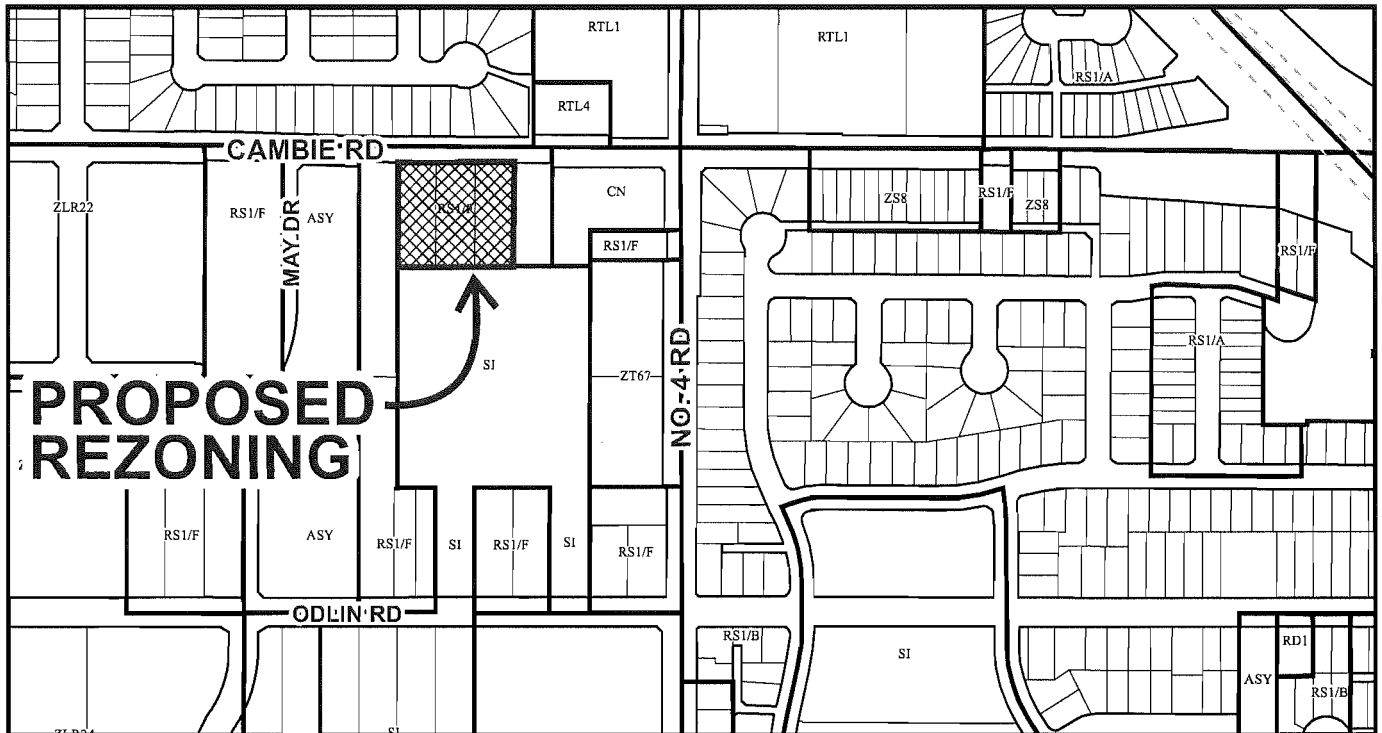 RTL1
RTL1
RS1/A
RTL4
CAMBIE RD
ZLR22
RS1/F
MAY DR
ASY
CN
ZS8
RS1/F
ZS8
RS1/F
RS1/F
SI
ZT67
NO. 4 RD
RS1/A
PROPOSED
REZONING
RS1/F
ASY
RS1/F
SI
RS1/F
SI
RS1/F
ODLIN RD
RS1/B
SI
RD1
ASY
RS1/B